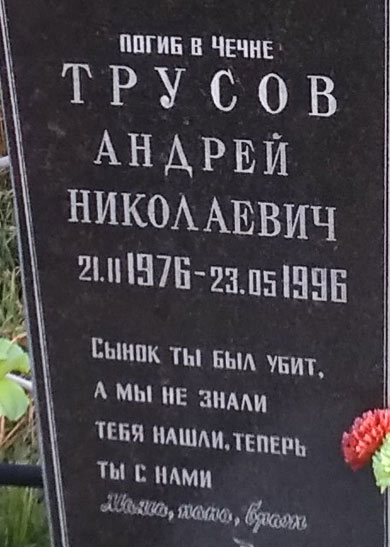 ПОГИБ В ЧЕЧНЕ
ТРУСОВ
АНДРЕЙ
НИКОЛАЕВИЧ
21.11 1976-23.05 1996
СЫНОК ТЫ БЫЛ УБИТ,
А МЫ НЕ ЗНАЛИ
ТЕБЯ НАШЛИ, ТЕПЕРЬ
ТЫ С НАМИ
Мама, папа, брат